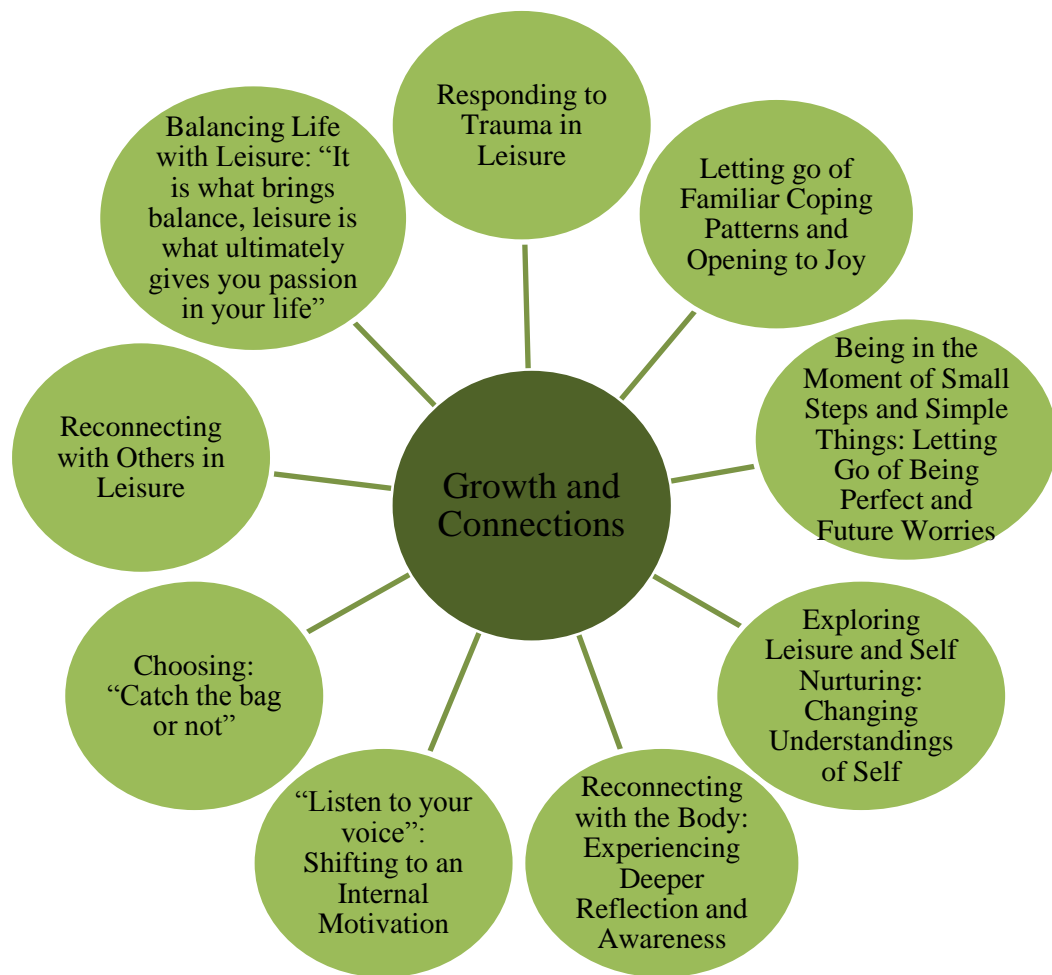 Responding to
Trauma in
Leisure
Letting go of
Familiar Coping
Patterns and
Opening to Joy
Being in the
Moment of Small
Steps and Simple
Things: Letting
Go of Being
Perfect and
Future Worries
Exploring
Leisure and Self
Nurturing:
Changing
Understandings
of Self
Reconnecting
with the Body:
Experiencing
Deeper
Reflection and
Awareness
“Listen to your
voice”:
Shifting to an
Internal
Motivation
Choosing:
“Catch the bag
or not”
Reconnecting
with Others in
Leisure
Balancing Life
with Leisure: “It
is what brings
balance, leisure is
what ultimately
gives you passion
in your life”
Growth and
Connections